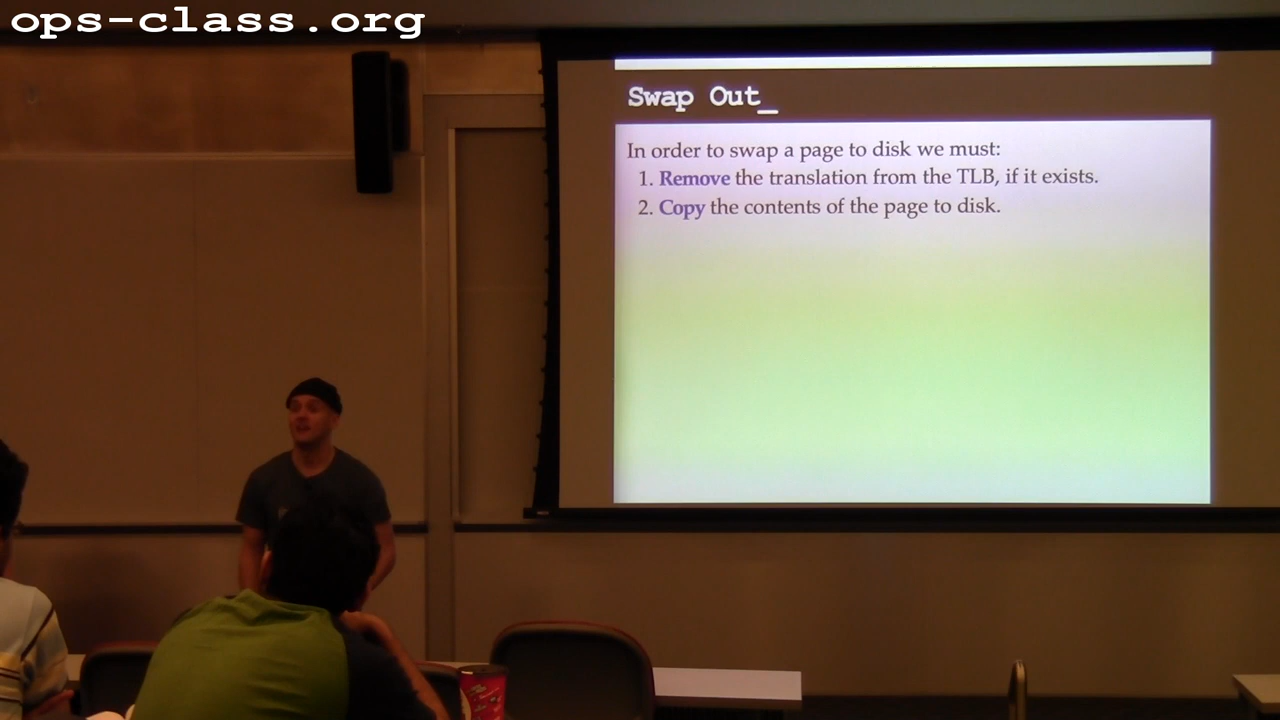 ops-class.org
Swap Out_
In order to swap a page to disk we must:
1. Remove the translation from the TLB, if it exists.
2. Copy the contents of the page to disk.